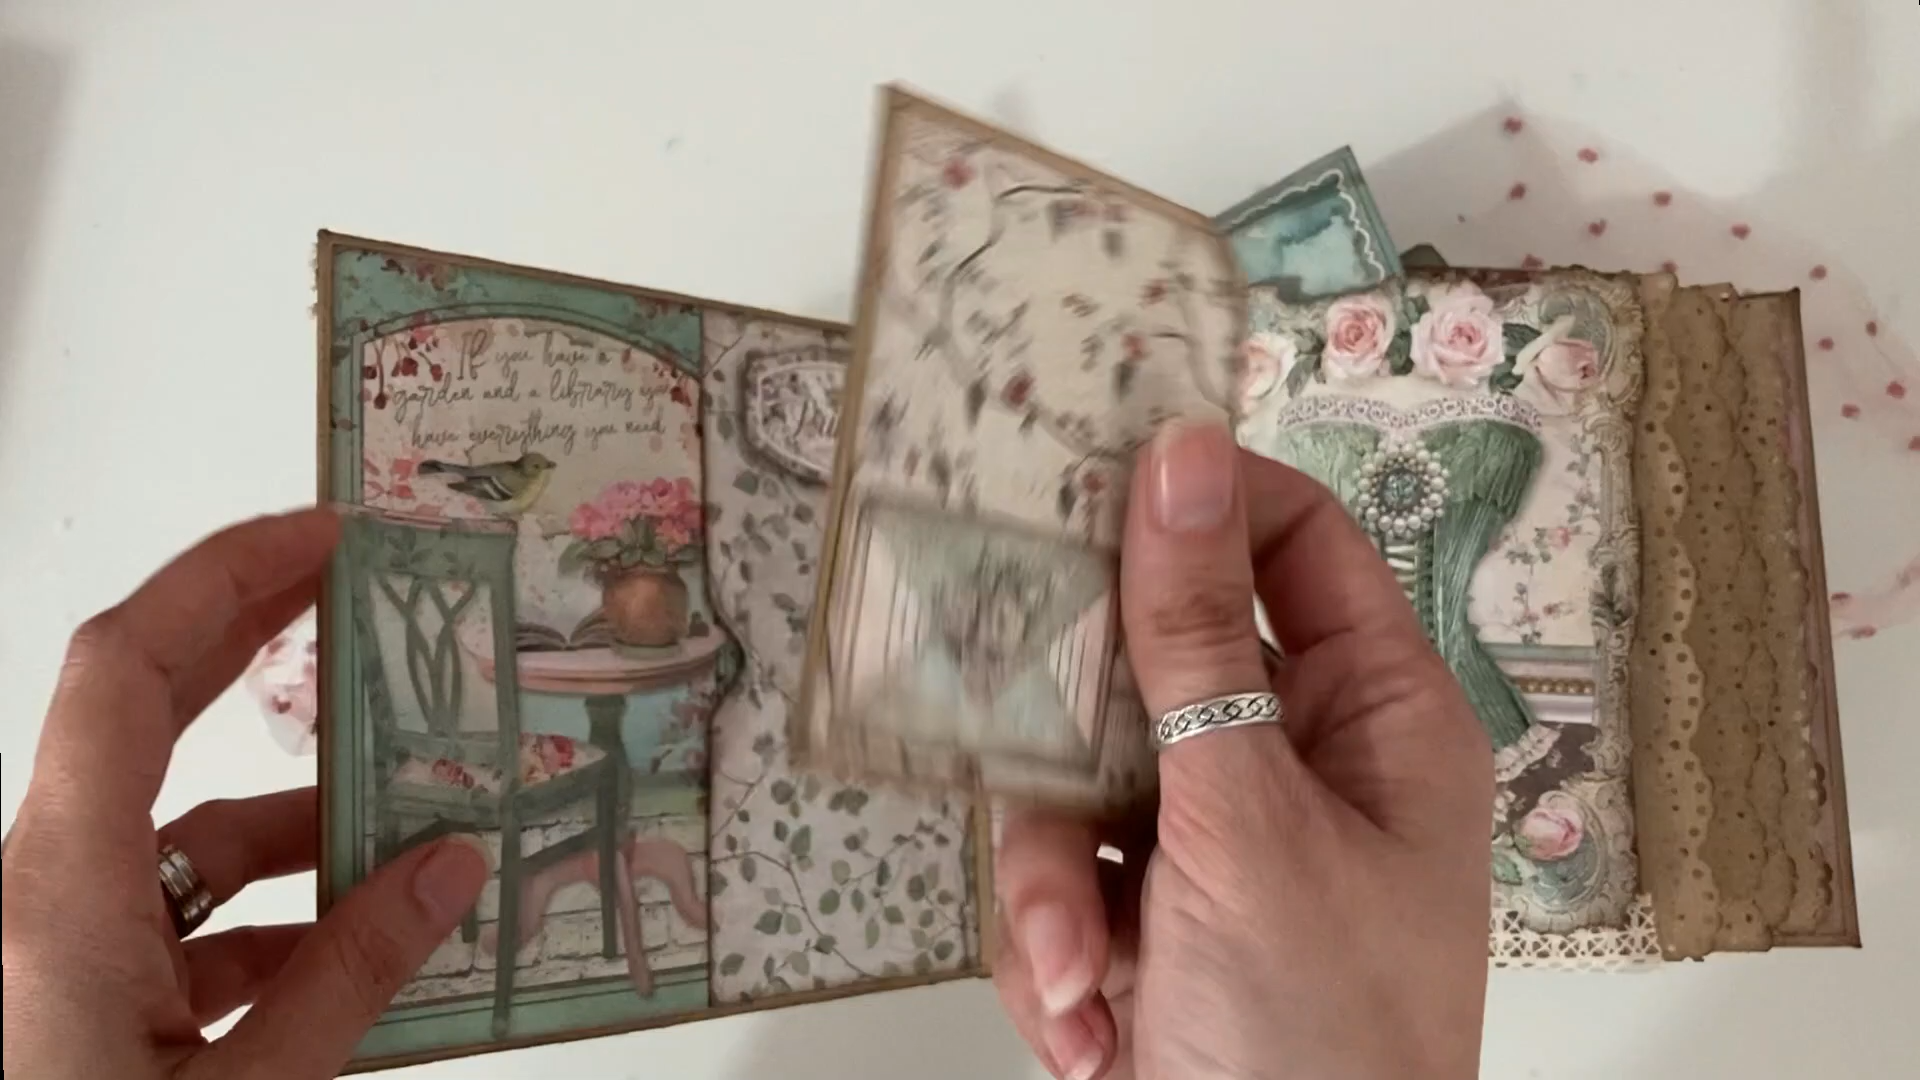 If you have a
garden and a library you
have everything you need